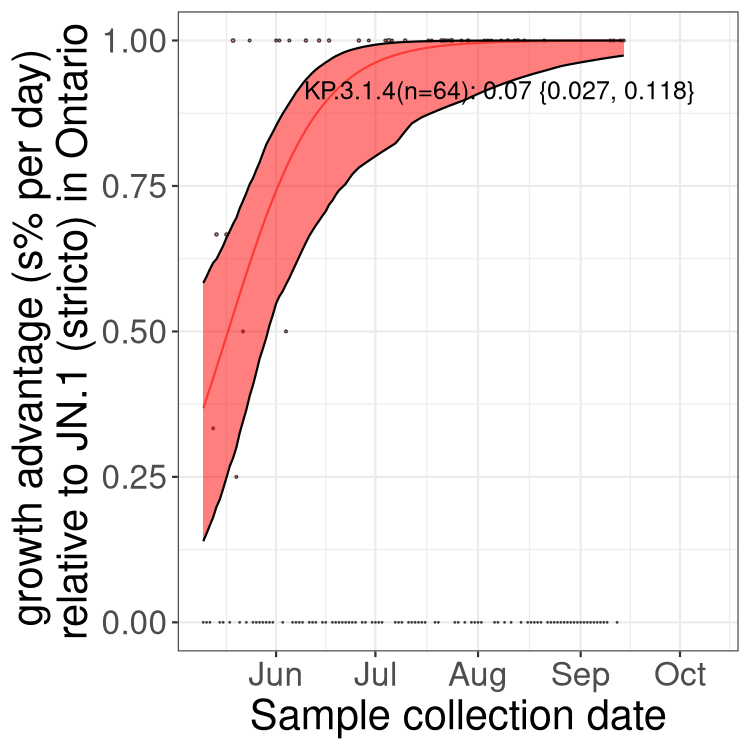 growth advantage (s% per day)
relative to JN.1 (stricto) in Ontario
1.00
0.75
0.50
0.25
0.00
KP.3.1.4(n=64): 0.07 {0.027, 0.118}
Jun Jul Aug Sep Oct
Sample collection date